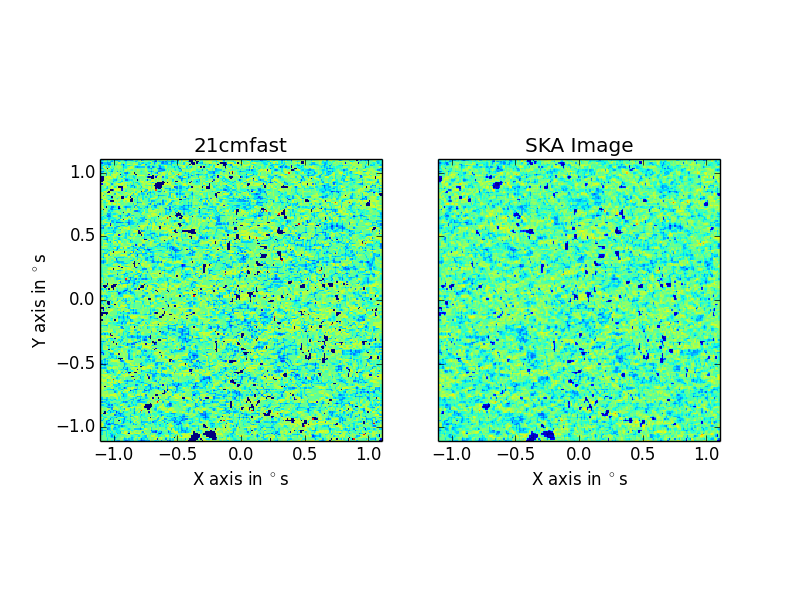 21cmfast
SKA Image
1.0
0.5
0.0
−0.5
−1.0
Y axis in °s
−1.0 −0.5 0.0 0.5 1.0
−1.0 −0.5 0.0 0.5 1.0
X axis in °s
X axis in °s